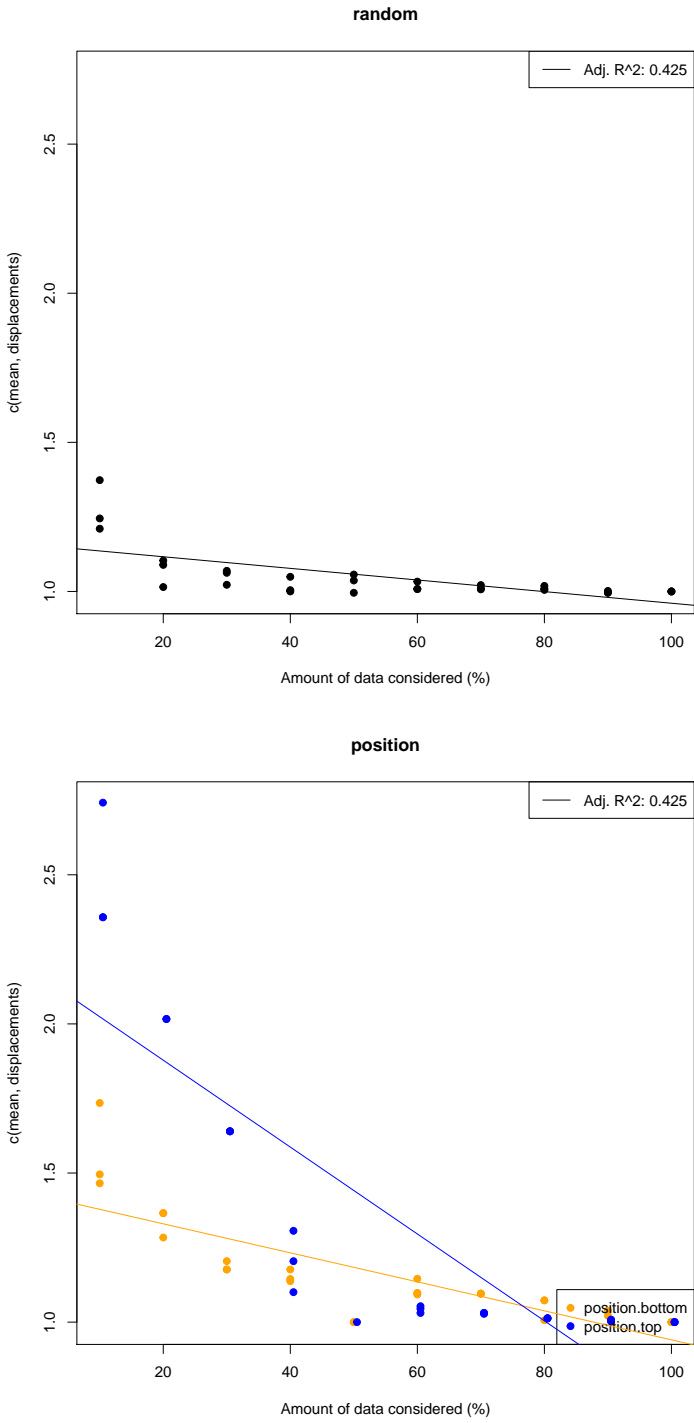 random
Adj. R^2: 0.425
2.5
2.0
1.5
1.0
c(mean, displacements)
20 40 60 80 100
Amount of data considered (%)
position
Adj. R^2: 0.425
2.5
2.0
1.5
1.0
c(mean, displacements)
position.bottom
position.top
20 40 60 80 100
Amount of data considered (%)